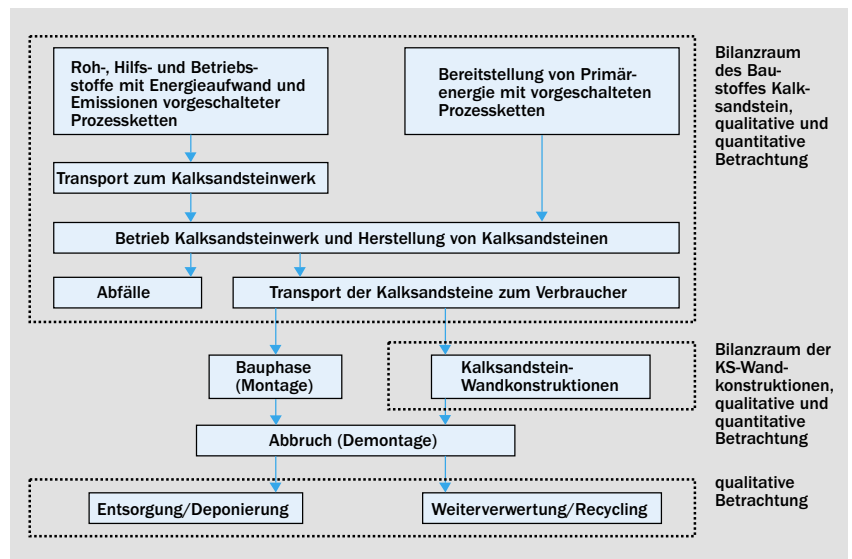 Roh-, Hilfs- und Betriebs-
stoffe mit Energieaufwand und
Emissionen vorgeschalteter
Prozessketten
Bereitstellung von Primär-
energie mit vorgeschalteten
Prozessketten
Bilanzraum
des Bau-
stoffes Kalk-
sandstein,
qualitative und
quantitative
Betrachtung
Transport zum Kalksandsteinwerk
Betrieb Kalksandsteinwerk und Herstellung von Kalksandsteinen
Abfälle
Transport der Kalksandsteine zum Verbraucher
Bauphase
(Montage)
Kalksandstein-
Wandkonstruktionen
Bilanzraum der
KS-Wand-
konstruktionen,
qualitative und
quantitative
Betrachtung
Abbruch (Demontage)
Entsorgung/Deponierung
Weiterverwertung/Recycling
qualitative
Betrachtung